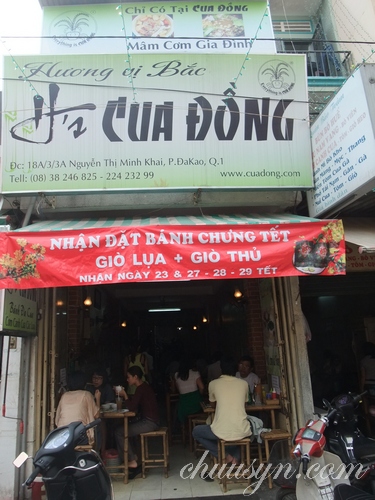 Chỉ Có Tại CUA ĐỒNG
Mâm Cơm Gia Đình
Hương vị Bắc
H's CUA ĐỒNG
Đc: 18A/3/3A Nguyễn Thị Minh Khai, P.ĐaKao, Q.1
Tell: (08) 38 246 825 - 224 232 99
www.cuadong.com
NHẬN ĐẶT BÁNH CHƯNG TẾT
GIÒ LỤA + GIÒ THỦ
NHẬN NGÀY 23 & 27 - 28 - 29 TẾT
chuusyn.com